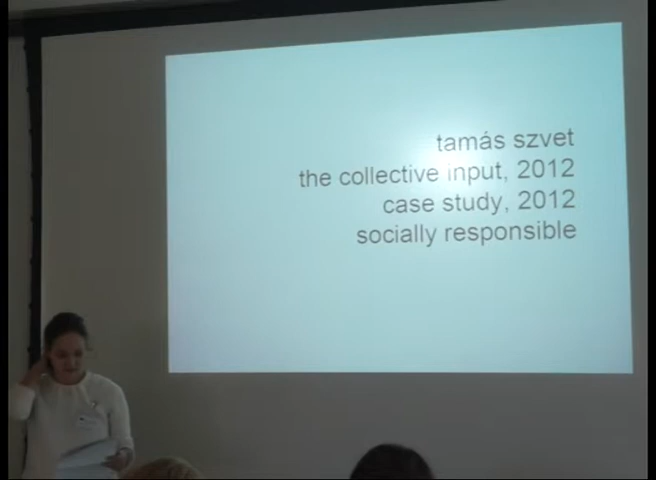 tamás szvet
the collective input, 2012
case study, 2012
socially responsible